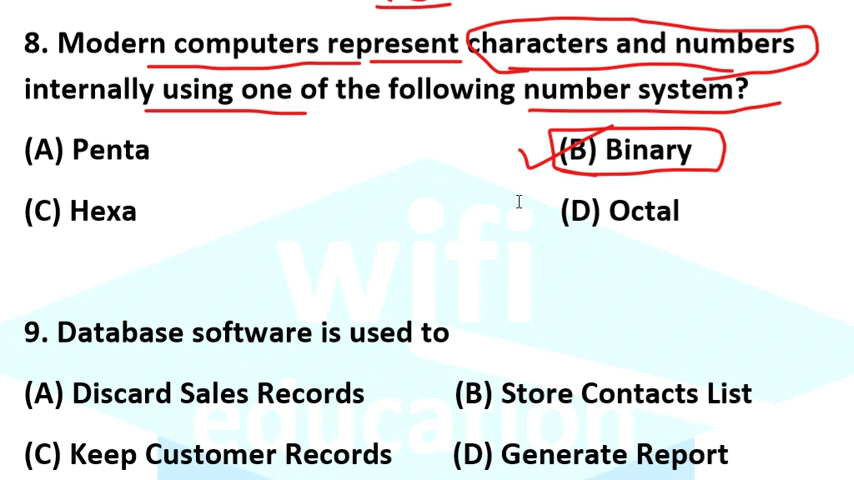 8. Modern computers represent characters and numbers
internally using one of the following number system?
(A) Penta (B) Binary
(C) Hexa (D) Octal
wifi
9. Database software is used to
(A) Discard Sales Records (B) Store Contacts List
education
(C) Keep Customer Records (D) Generate Report